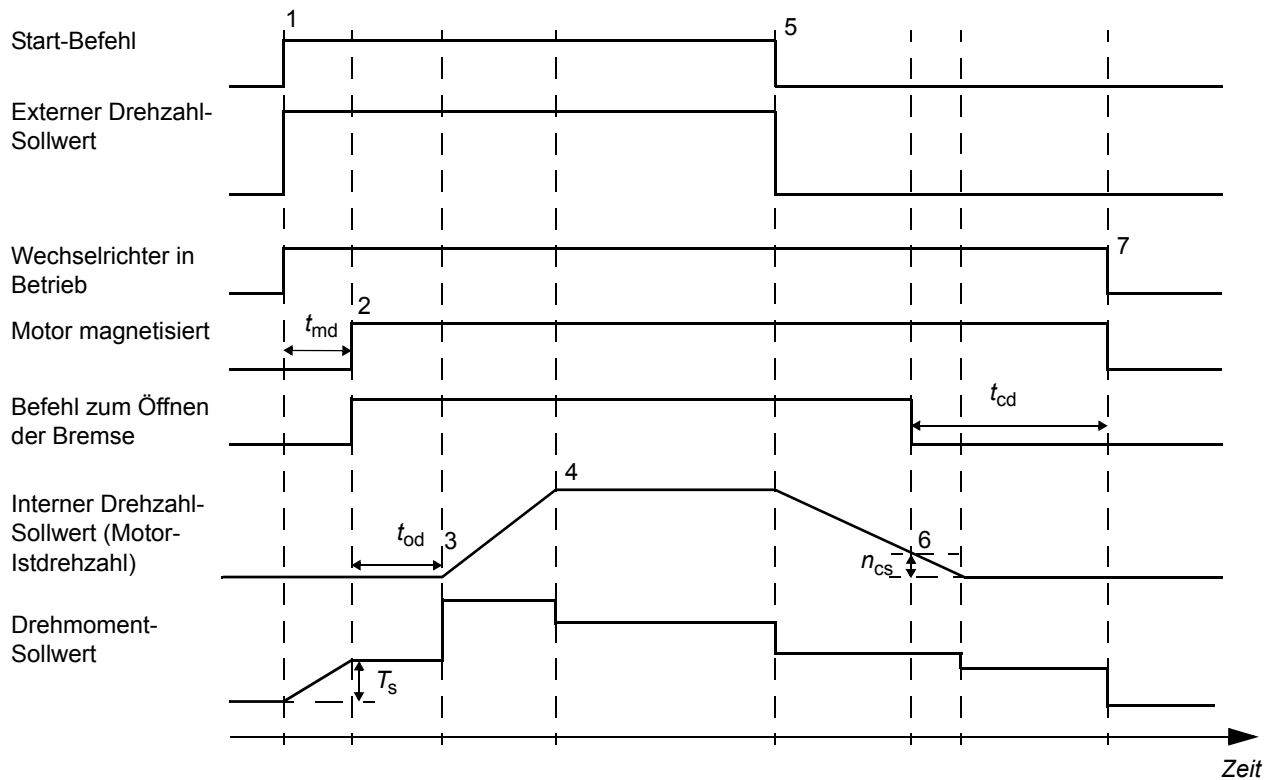 1
Start-Befehl
5
Externer Drehzahl-
Sollwert
Wechselrichter in
Betrieb
7
2
Motor magnetisiert
tmd
Befehl zum Öffnen
der Bremse
tcd
4
Interner Drehzahl-
Sollwert (Motor-
Istdrehzahl)
tod
3
6
ncs
Drehmoment-
Sollwert
Ts
Zeit